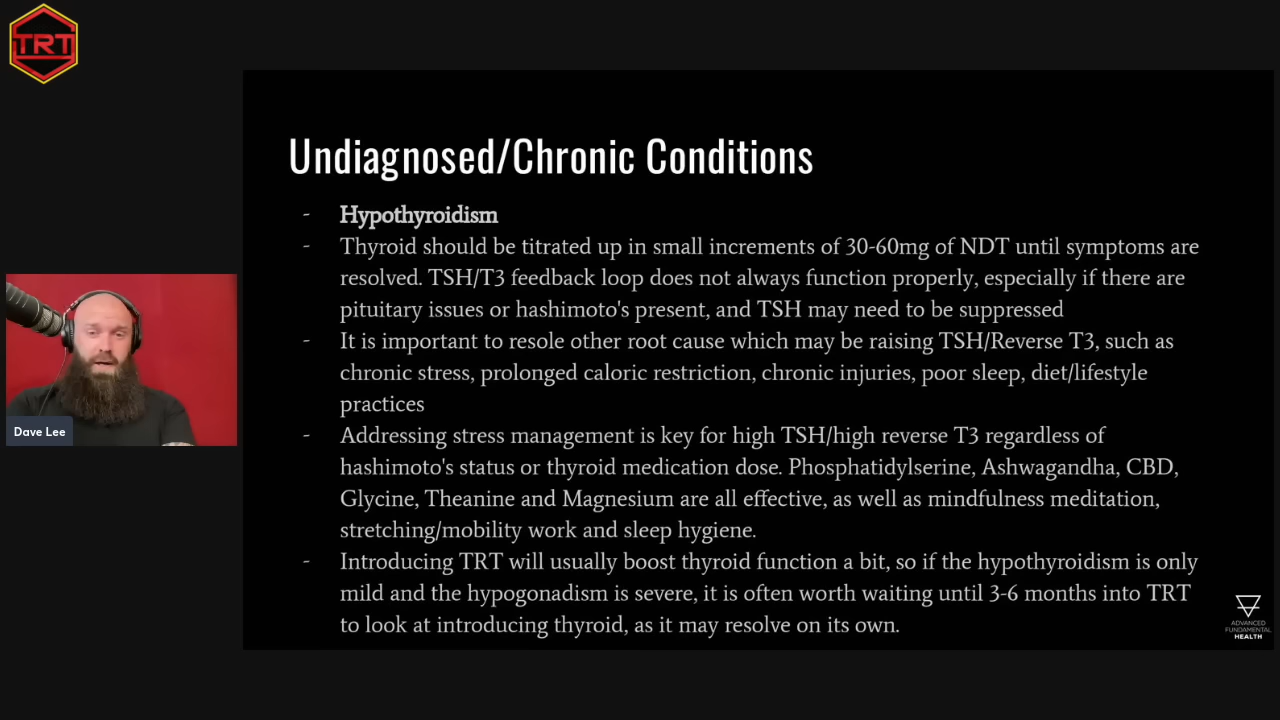 TRT
Undiagnosed/Chronic Conditions
- Hypothyroidism
- Thyroid should be titrated up in small increments of 30-60mg of NDT until symptoms are
resolved. TSH/T3 feedback loop does not always function properly, especially if there are
pituitary issues or hashimoto's present, and TSH may need to be suppressed
- It is important to resole other root cause which may be raising TSH/Reverse T3, such as
chronic stress, prolonged caloric restriction, chronic injuries, poor sleep, diet/lifestyle
practices
- Addressing stress management is key for high TSH/high reverse T3 regardless of
hashimoto's status or thyroid medication dose. Phosphatidylserine, Ashwagandha, CBD,
Glycine, Theanine and Magnesium are all effective, as well as mindfulness meditation,
stretching/mobility work and sleep hygiene.
- Introducing TRT will usually boost thyroid function a bit, so if the hypothyroidism is only
mild and the hypogonadism is severe, it is often worth waiting until 3-6 months into TRT
to look at introducing thyroid, as it may resolve on its own.
Dave Lee
ADVANCED
FUNDAMENTAL
HEALTH